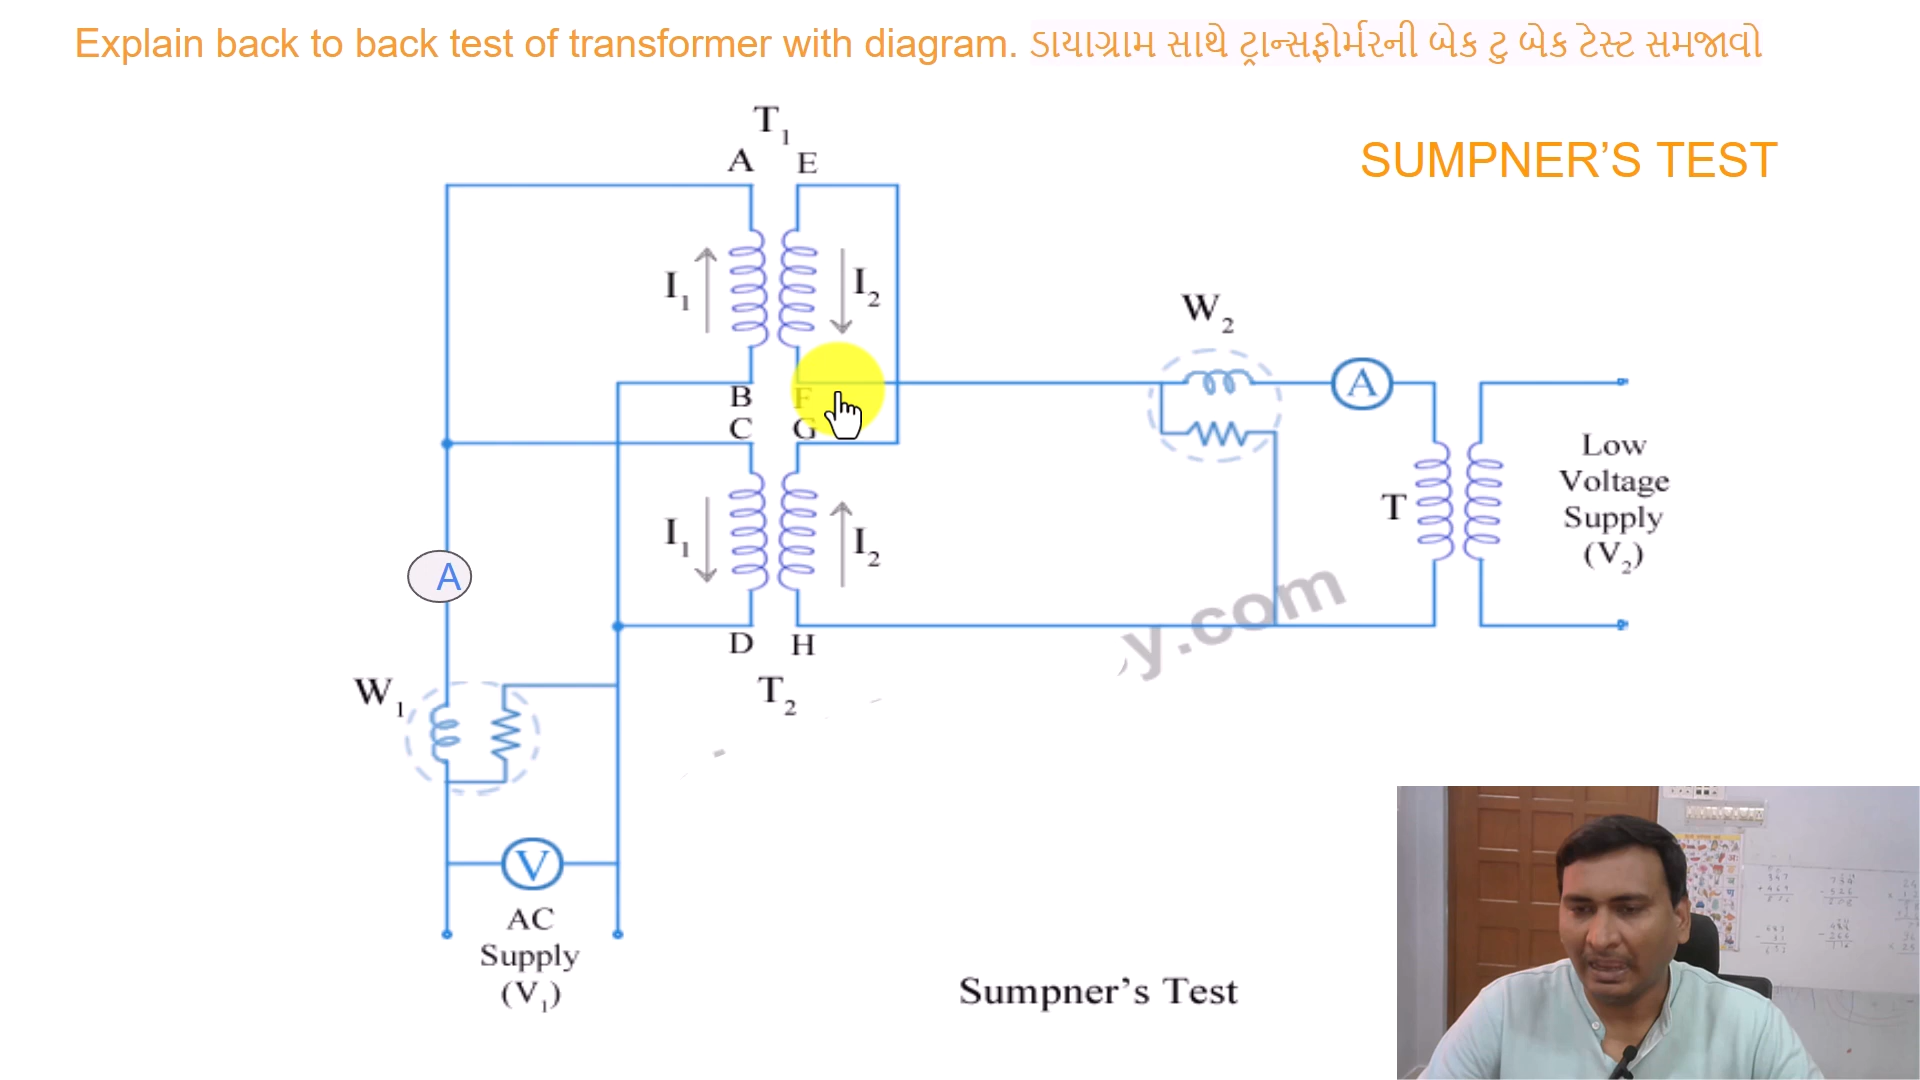 Explain back to back test of transformer with diagram. ડાયાગ્રામ સાથે ટ્રાન્સફોર્મરની બેક ટુ બેક ટેસ્ટ સમજાવો
SUMPNER’S TEST
T1
A E
I1 I2
B F
C G
I1 I2
D H
T2
W2
A
T
Low
Voltage
Supply
(V2)
y.com
A
W1
V
AC
Supply
(V1)
Sumpner’s Test